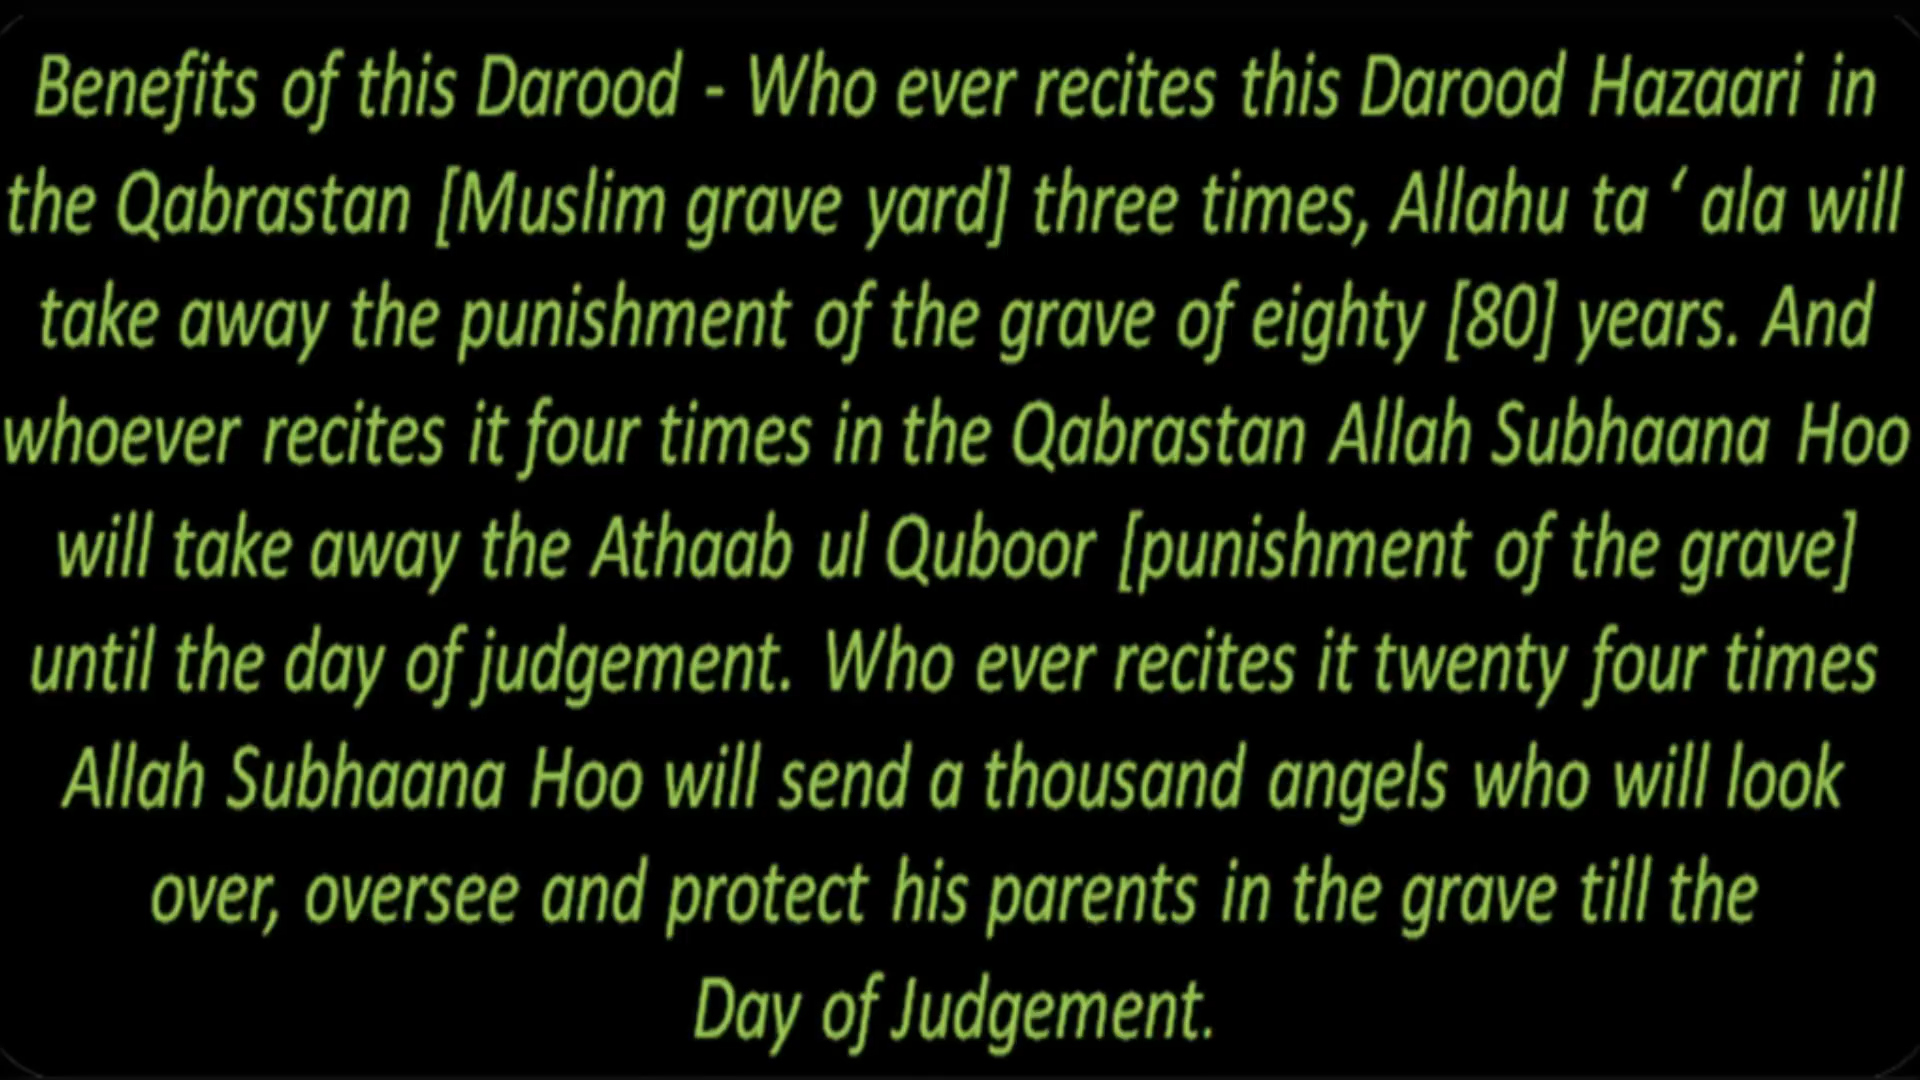 Benefits of this Darood - Who ever recites this Darood Hazaari in
the Qabrastan [Muslim grave yard] three times, Allahu ta ‘ ala will
take away the punishment of the grave of eighty [80] years. And
whoever recites it four times in the Qabrastan Allah Subhaana Hoo
will take away the Athaab ul Quboor [punishment of the grave]
until the day of judgement. Who ever recites it twenty four times
Allah Subhaana Hoo will send a thousand angels who will look
over, oversee and protect his parents in the grave till the
Day of Judgement.